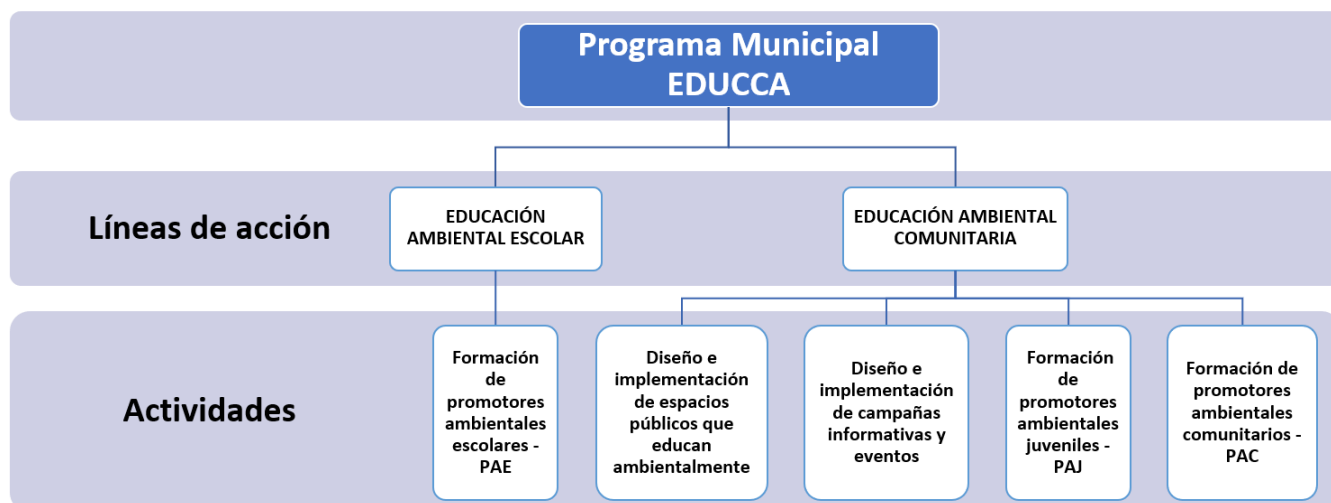 Programa Municipal
EDUCCA
Líneas de acción
EDUCACIÓN
AMBIENTAL ESCOLAR
EDUCACIÓN AMBIENTAL
COMUNITARIA
Actividades
Formación
de
promotores
ambientales
escolares -
PAE
Diseño e
implementación
de espacios
públicos que
educan
ambientalmente
Diseño e
implementación
de campañas
informativas y
eventos
Formación
de
promotores
ambientales
juveniles -
PAJ
Formación de
promotores
ambientales
comunitarios -
PAC